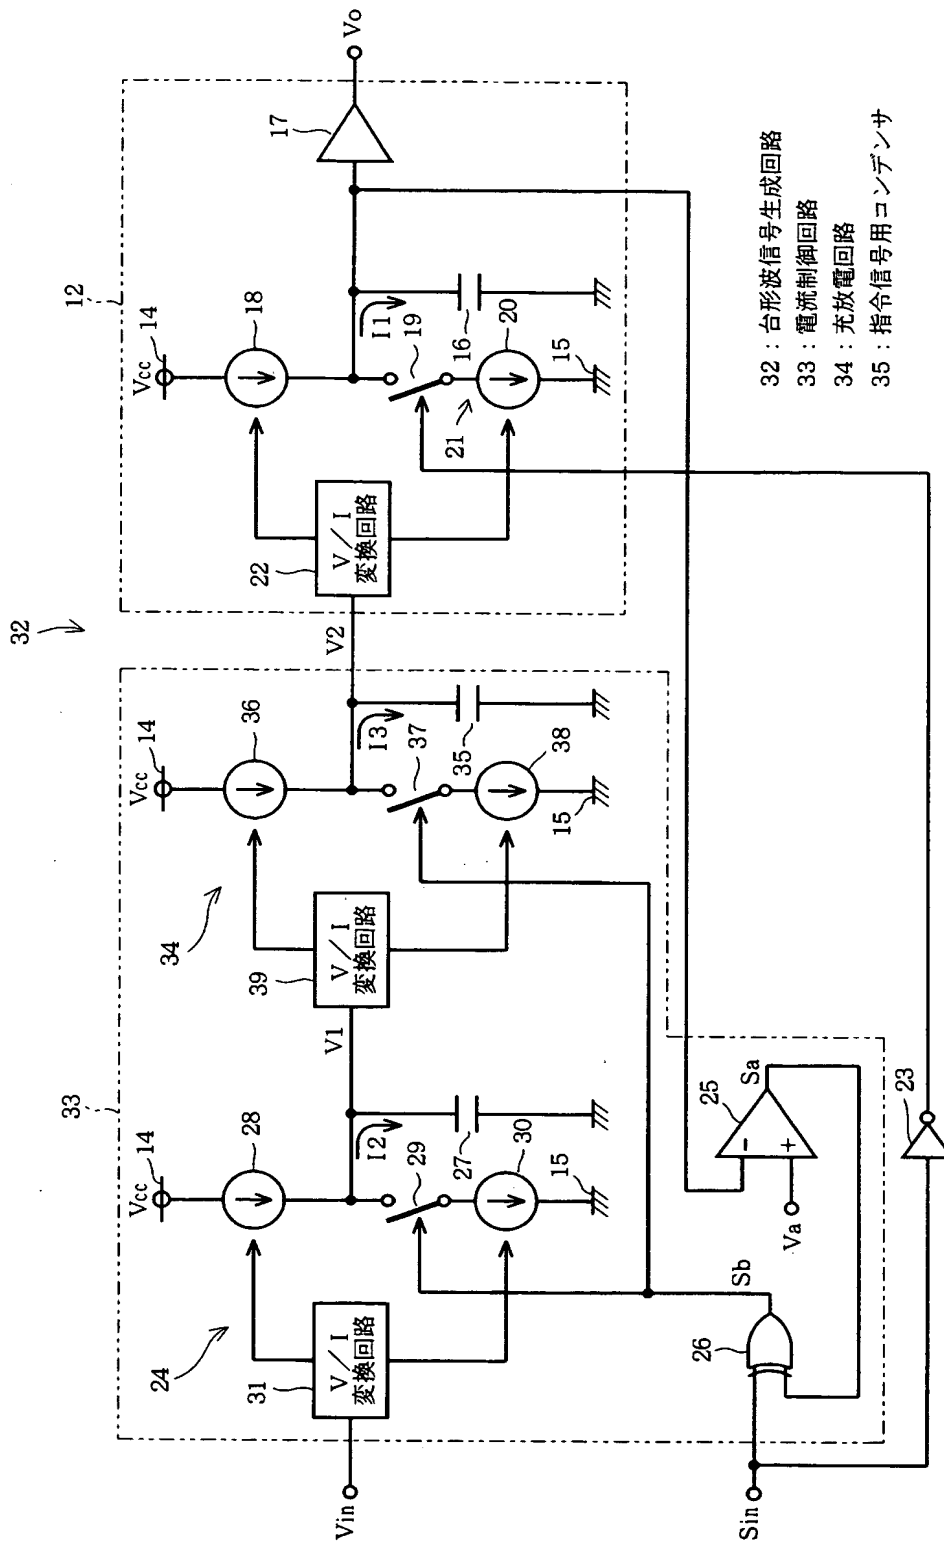 32
33
Vcc
14
28
24
V/I
変換回路
31
Vin
I2
29
27
30
15
V1
Vcc
14
36
34
V/I
変換回路
39
I3
37
35
38
15
V2
12
Vcc
14
18
V/I
変換回路
22
I1
19
16
20
21
15
17
Vo
Sin
26
Sb
Va
25
Sa
-
+
23
32：台形波信号生成回路
33：電流制御回路
34：充放電回路
35：指令信号用コンデンサ